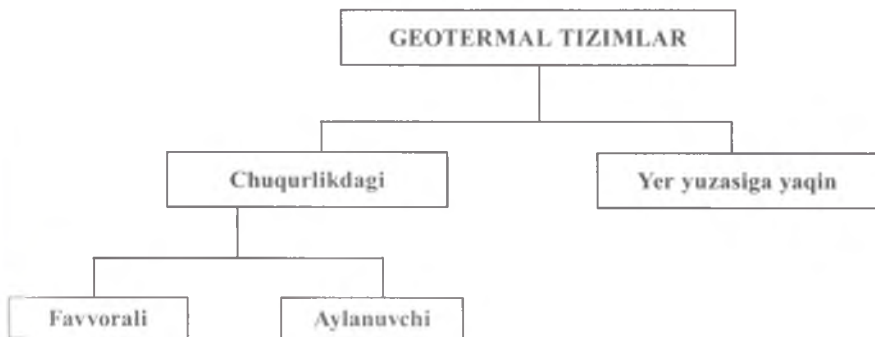 GEOTERMAL TIZIMLAR
Chuqurlikdagi
Yer yuzasiga yaqin
Favvorali
Aylanuvchi